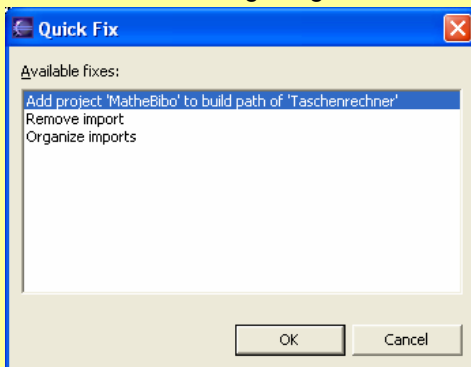 Quick Fix
Available fixes:
Add project 'MatheBibo' to build path of 'Taschenrechner'
Remove import
Organize imports
OK
Cancel